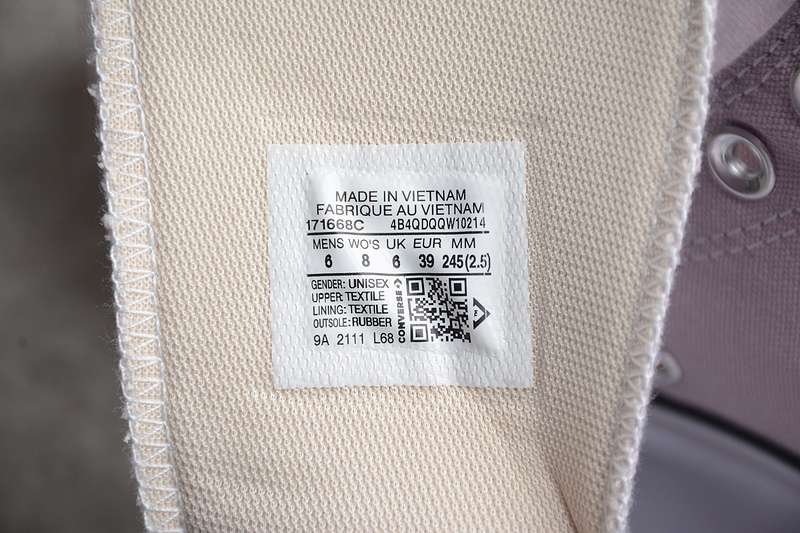 MADE IN VIETNAM
FABRIQUE AU VIETNAM
171668C 4B4QDQQW10214
MENS WO'S UK EUR MM
6 8 6 39 245(2.5)
GENDER: UNISEX
UPPER: TEXTILE
LINING: TEXTILE
OUTSOLE: RUBBER
9A 2111 L68
CONVERSE